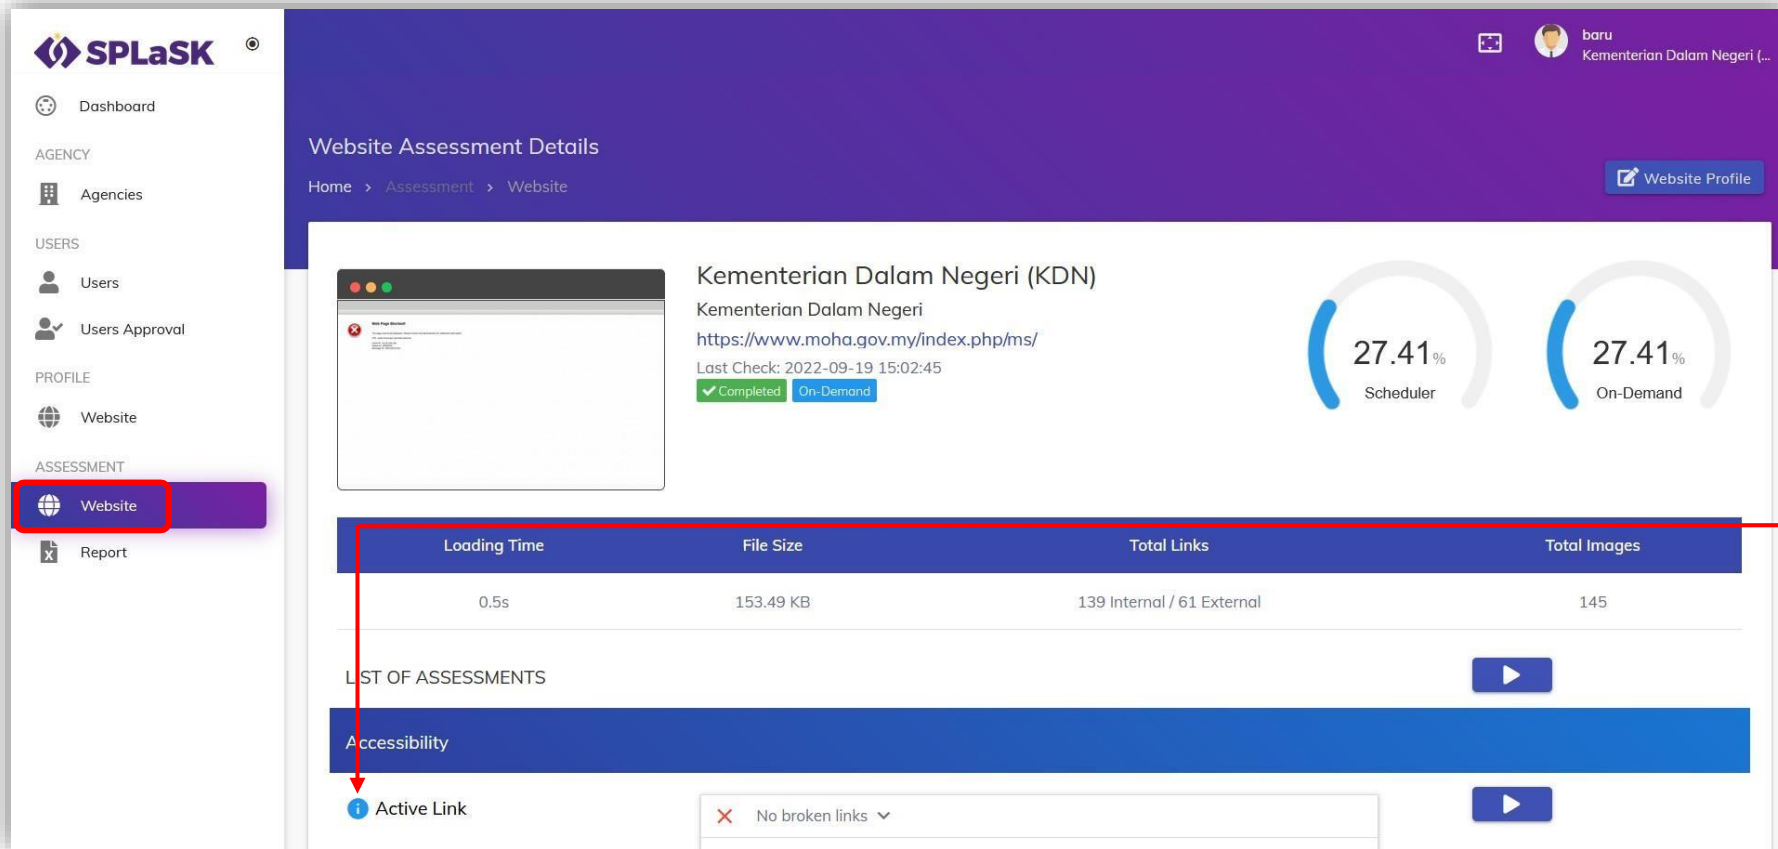 SPLaSK
baru
Kementerian Dalam Negeri (...
Dashboard
AGENCY
Agencies
USERS
Users
Users Approval
PROFILE
Website
ASSESSMENT
Website
Report
Website Assessment Details
Home > Assessment > Website
Website Profile
Web Page Blocked!
Kementerian Dalam Negeri (KDN)
Kementerian Dalam Negeri
https://www.moha.gov.my/index.php/ms/
Last Check: 2022-09-19 15:02:45
Completed On-Demand
27.41%
Scheduler
27.41%
On-Demand
Loading Time File Size Total Links Total Images
0.5s 153.49 KB 139 Internal / 61 External 145
LIST OF ASSESSMENTS
Accessibility
Active Link
No broken links